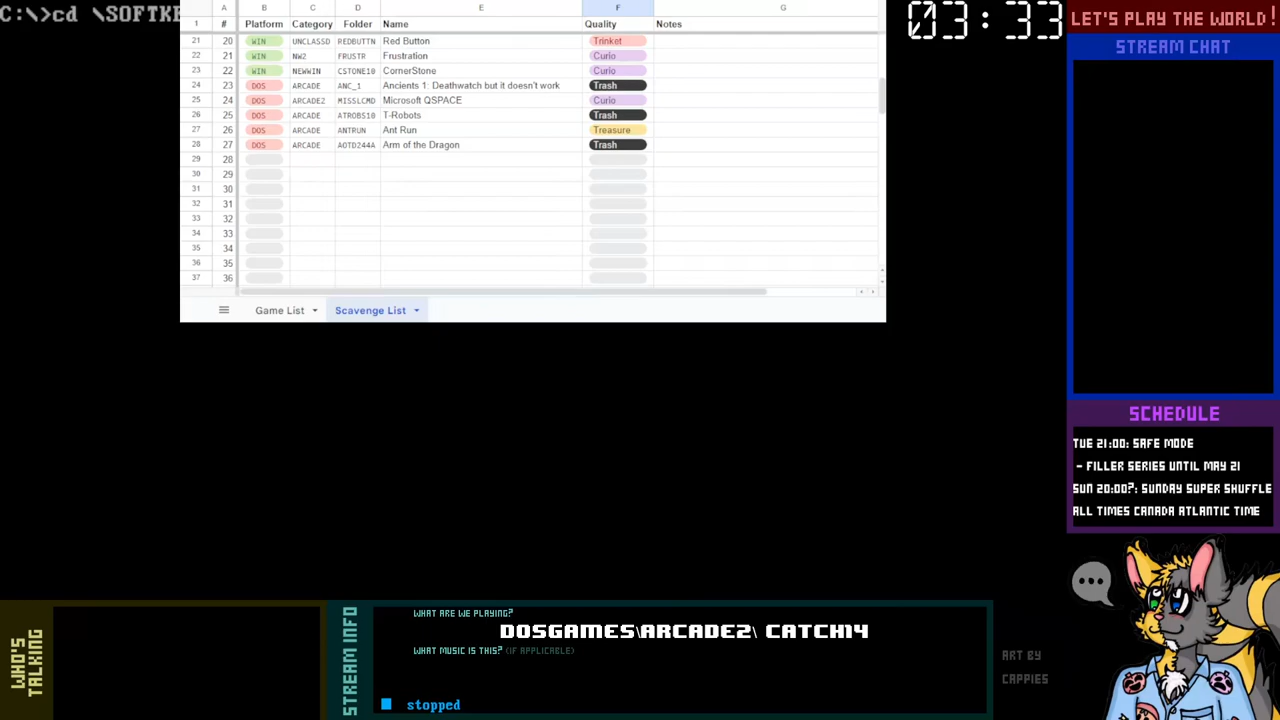 C:\>cd \SOFTKE
A B C D E F G
1 # Platform Category Folder Name Quality Notes
21 20 WIN UNCLASSD REDBUTTN Red Button Trinket
22 21 WIN NW2 FRUSTR Frustration Curio
23 22 WIN NEWWIN CSTONE10 CornerStone Curio
24 23 DOS ARCADE ANC_1 Ancients 1: Deathwatch but it doesn't work Trash
25 24 DOS ARCADE2 MISSLCMD Microsoft QSPACE Curio
26 25 DOS ARCADE ATROBS10 T-Robots Trash
27 26 DOS ARCADE ANTRUN Ant Run Treasure
28 27 DOS ARCADE AOTD244A Arm of the Dragon Trash
29 28
30 29
31 30
32 31
33 32
34 33
35 34
36 35
37 36
Game List Scavenge List
03:33
LET'S PLAY THE WORLD!
STREAM CHAT
SCHEDULE
TUE 21:00: SAFE MODE
- FILLER SERIES UNTIL MAY 21
SUN 20:00?: SUNDAY SUPER SHUFFLE
ALL TIMES CANADA ATLANTIC TIME
WHO'S TALKING
STREAM INFO
WHAT ARE WE PLAYING?
DOSGAMES\ARCADE2\ CATCH14
WHAT MUSIC IS THIS? (IF APPLICABLE)
stopped
ART BY
CAPPIES